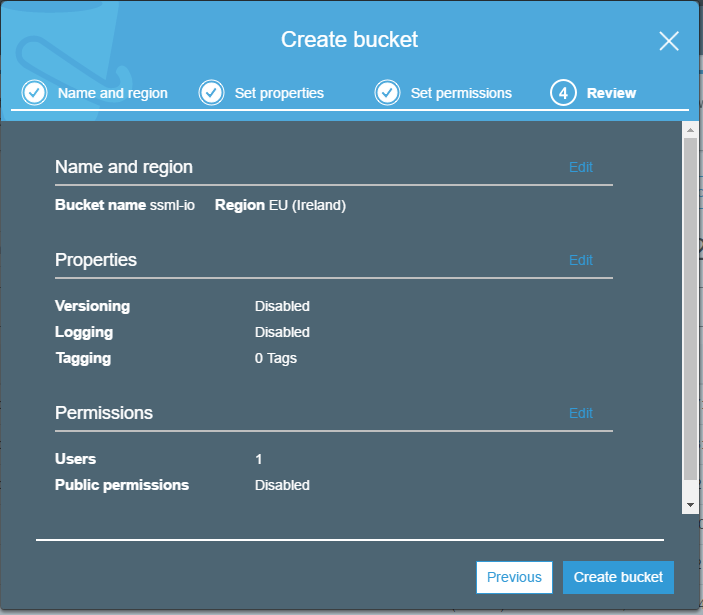 Create bucket
Name and region Set properties Set permissions 4 Review
Name and region Edit
Bucket name ssml-io Region EU (Ireland)
Properties Edit
Versioning Disabled
Logging Disabled
Tagging 0 Tags
Permissions Edit
Users 1
Public permissions Disabled
Previous Create bucket